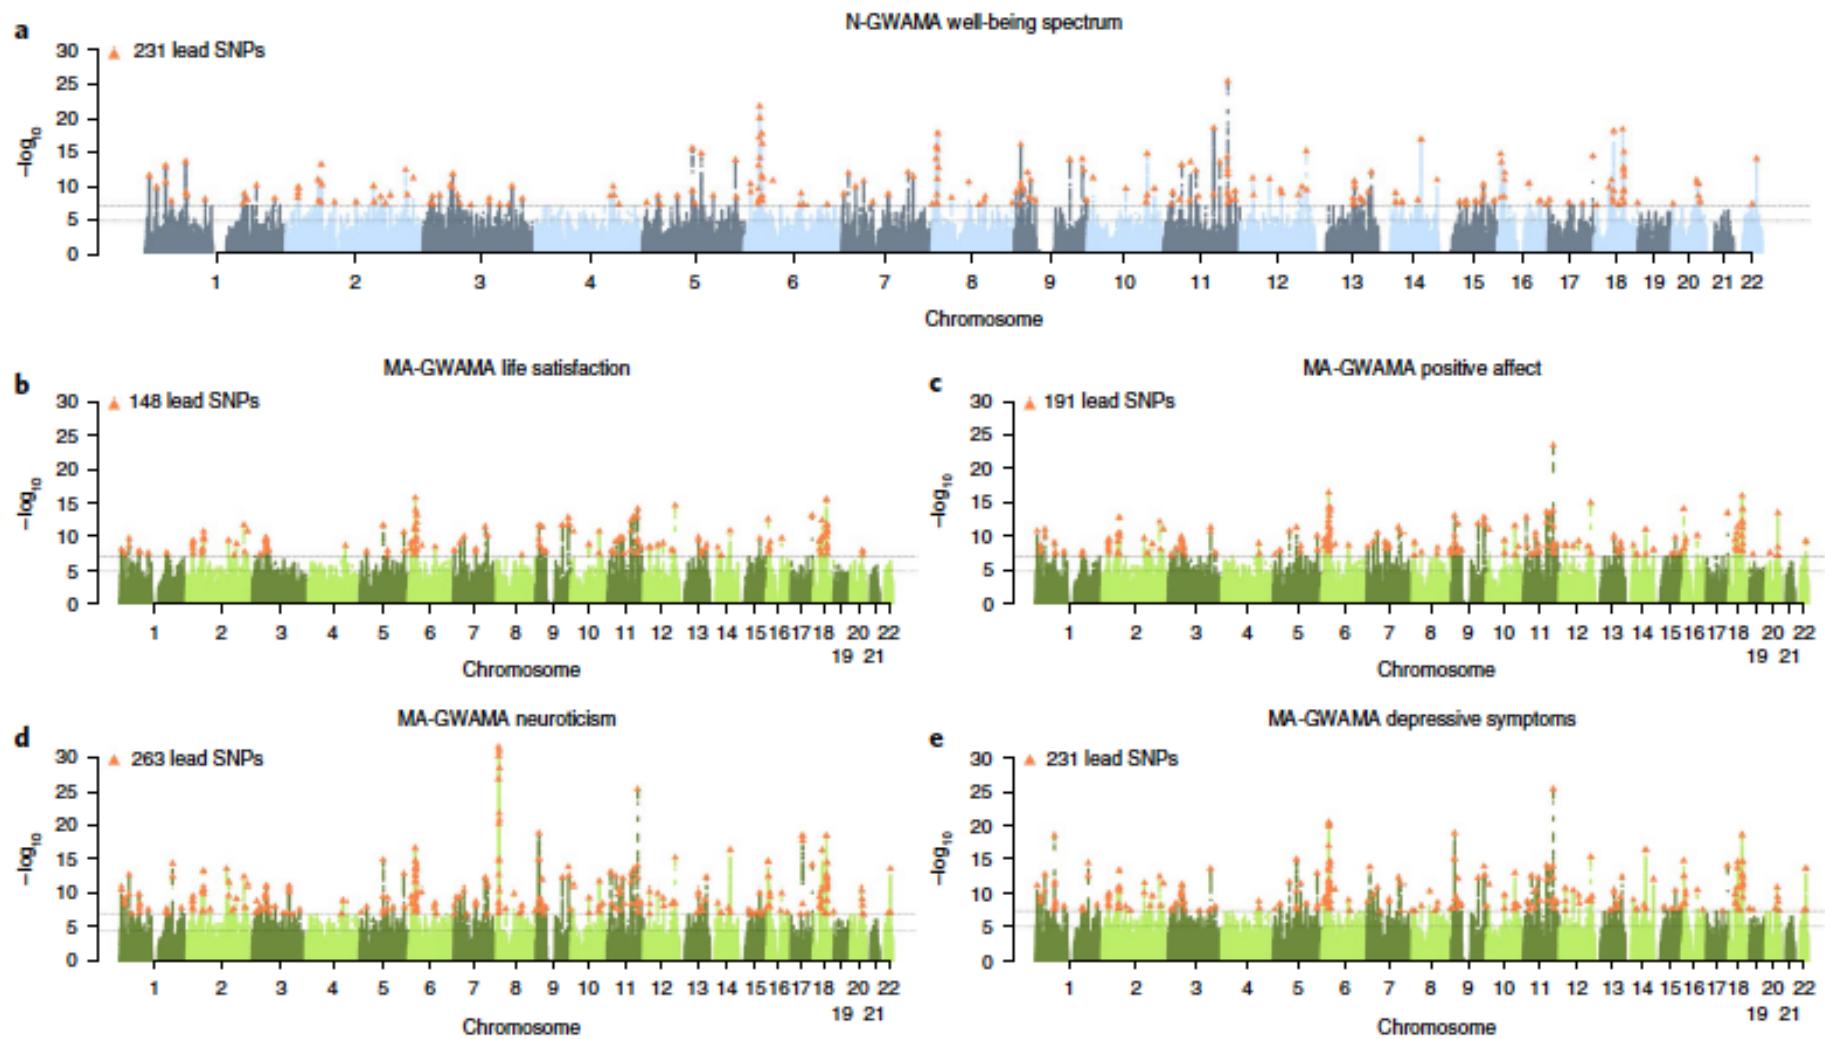 a
N-GWAMA well-being spectrum
231 lead SNPs
30
25
20
15
10
5
0
–log10
1 2 3 4 5 6 7 8 9 10 11 12 13 14 15 16 17 18 19 20 21 22
Chromosome
b
MA-GWAMA life satisfaction
148 lead SNPs
30
25
20
15
10
5
0
–log10
1 2 3 4 5 6 7 8 9 10 11 12 13 14 15 16 17 18 20 22
19 21
Chromosome
c
MA-GWAMA positive affect
191 lead SNPs
30
25
20
15
10
5
0
–log10
1 2 3 4 5 6 7 8 9 10 11 12 13 14 15 16 17 18 20 22
19 21
Chromosome
d
MA-GWAMA neuroticism
263 lead SNPs
30
25
20
15
10
5
0
–log10
1 2 3 4 5 6 7 8 9 10 11 12 13 14 15 16 17 18 20 22
19 21
Chromosome
e
MA-GWAMA depressive symptoms
231 lead SNPs
30
25
20
15
10
5
0
–log10
1 2 3 4 5 6 7 8 9 10 11 12 13 14 15 16 17 18 20 22
19 21
Chromosome